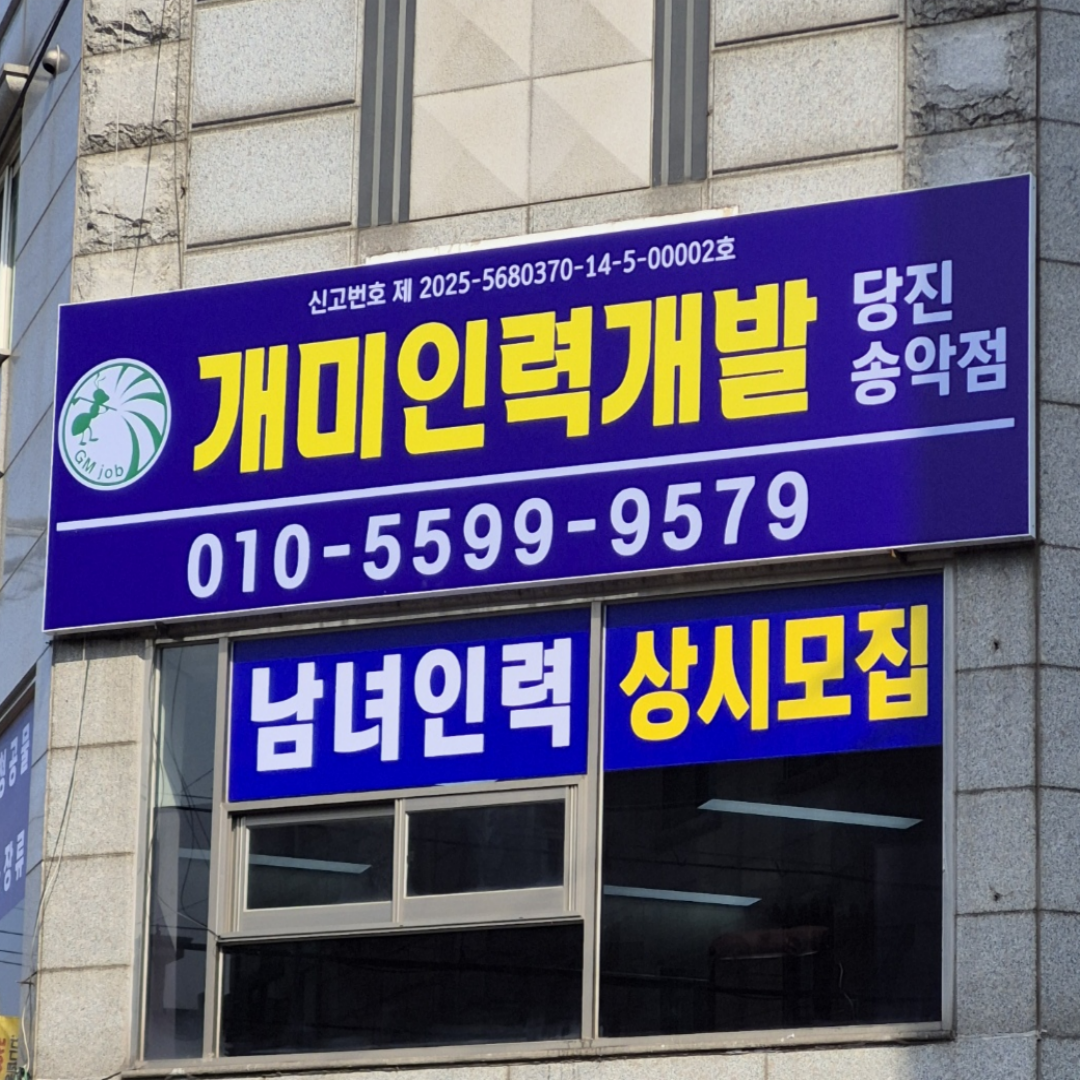 신고번호 제 2025-5680370-14-5-00002호
개미인력개발
당진
송악점
GM job
010-5599-9579
남녀인력 상시모집